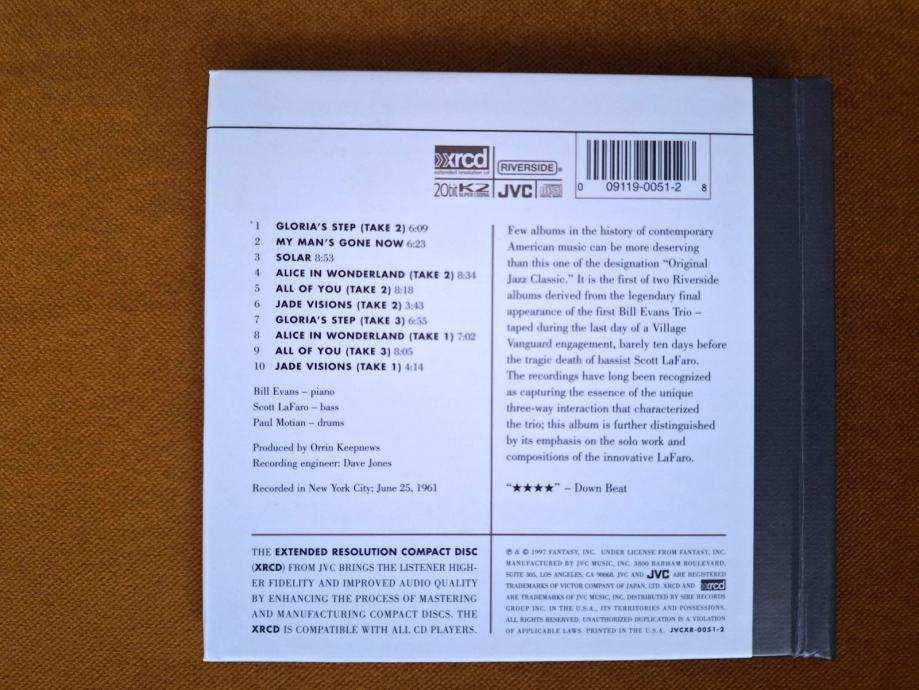 xrcd
extended resolution cd
RIVERSIDE®
20bit K2
SUPER CODING
JVC
COMPACT disc DIGITAL AUDIO
0 09119-0051-2 8
1 GLORIA'S STEP (TAKE 2) 6:09
2 MY MAN'S GONE NOW 6:23
3 SOLAR 8:53
4 ALICE IN WONDERLAND (TAKE 2) 8:34
5 ALL OF YOU (TAKE 2) 8:18
6 JADE VISIONS (TAKE 2) 3:43
7 GLORIA'S STEP (TAKE 3) 6:55
8 ALICE IN WONDERLAND (TAKE 1) 7:02
9 ALL OF YOU (TAKE 3) 8:05
10 JADE VISIONS (TAKE 1) 4:14
Bill Evans – piano
Scott LaFaro – bass
Paul Motian – drums
Produced by Orrin Keepnews
Recording engineer: Dave Jones
Recorded in New York City; June 25, 1961
Few albums in the history of contemporary
American music can be more deserving
than this one of the designation “Original
Jazz Classic.” It is the first of two Riverside
albums derived from the legendary final
appearance of the first Bill Evans Trio –
taped during the last day of a Village
Vanguard engagement, barely ten days before
the tragic death of bassist Scott LaFaro.
The recordings have long been recognized
as capturing the essence of the unique
three-way interaction that characterized
the trio; this album is further distinguished
by its emphasis on the solo work and
compositions of the innovative LaFaro.
“★★★★” – Down Beat
THE EXTENDED RESOLUTION COMPACT DISC
(XRCD) FROM JVC BRINGS THE LISTENER HIGH-
ER FIDELITY AND IMPROVED AUDIO QUALITY
BY ENHANCING THE PROCESS OF MASTERING
AND MANUFACTURING COMPACT DISCS. THE
XRCD IS COMPATIBLE WITH ALL CD PLAYERS.
℗ & © 1997 FANTASY, INC. UNDER LICENSE FROM FANTASY, INC.
MANUFACTURED BY JVC MUSIC, INC. 3800 BARHAM BOULEVARD,
SUITE 305, LOS ANGELES, CA 90068. JVC AND JVC ARE REGISTERED
TRADEMARKS OF VICTOR COMPANY OF JAPAN, LTD. XRCD AND xrcd
ARE TRADEMARKS OF JVC MUSIC, INC. DISTRIBUTED BY SIRE RECORDS
GROUP INC. IN THE U.S.A., ITS TERRITORIES AND POSSESSIONS.
ALL RIGHTS RESERVED. UNAUTHORIZED DUPLICATION IS A VIOLATION
OF APPLICABLE LAWS. PRINTED IN THE U.S.A. JVCXR-0051-2